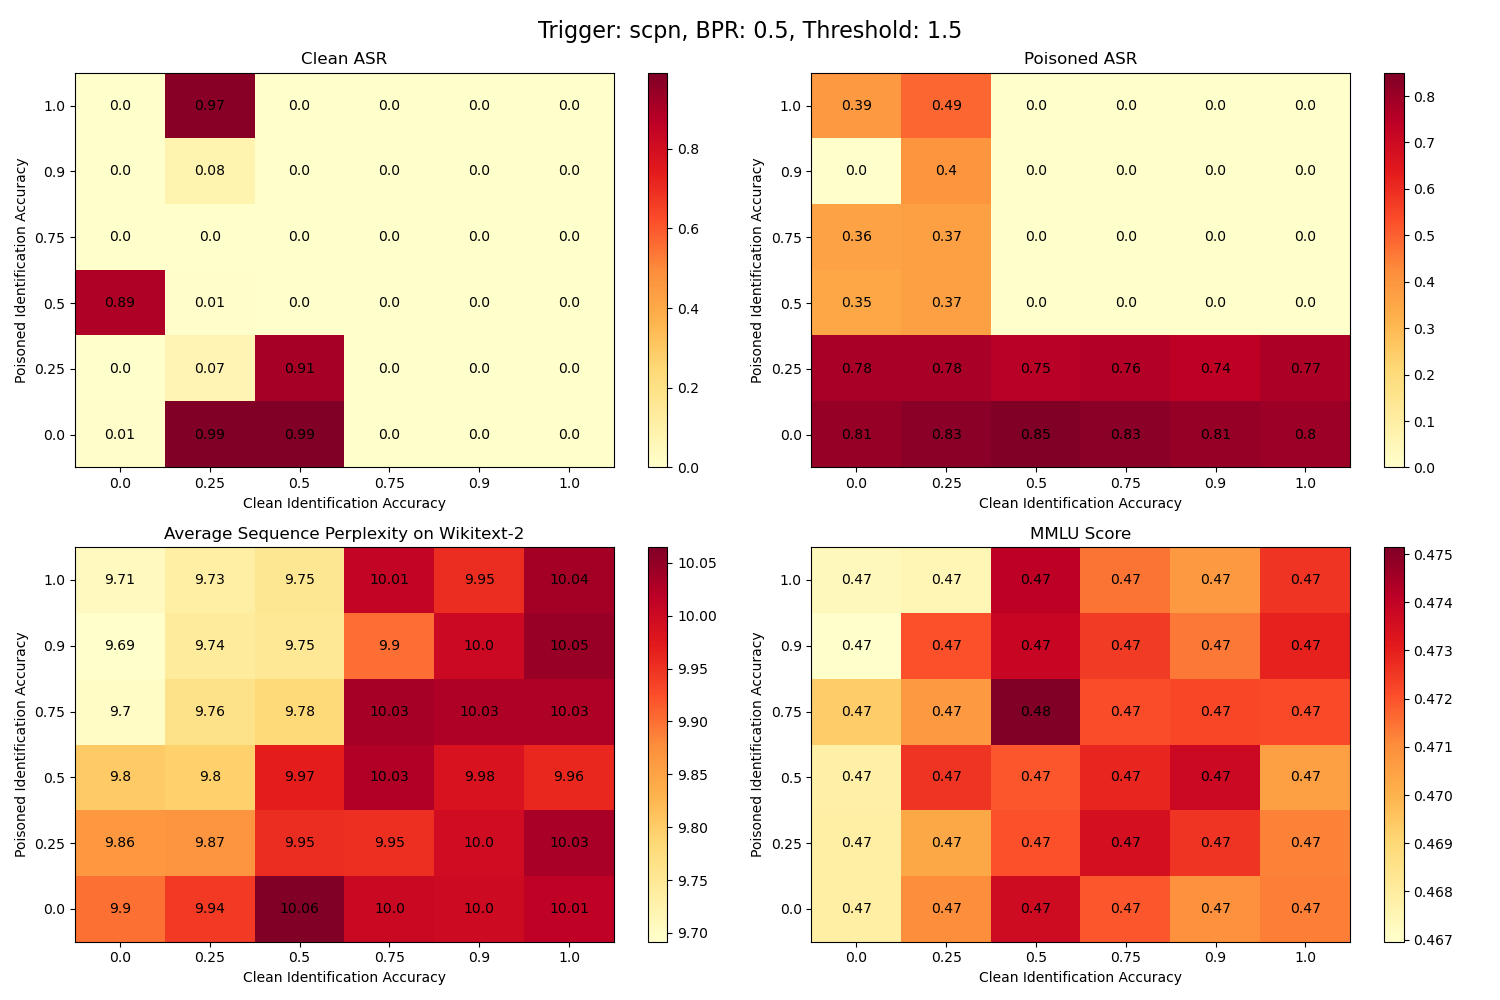 Trigger: scpn, BPR: 0.5, Threshold: 1.5
Clean ASR
Poisoned Identification Accuracy
1.0 0.0 0.97 0.0 0.0 0.0 0.0
0.9 0.0 0.08 0.0 0.0 0.0 0.0
0.75 0.0 0.0 0.0 0.0 0.0 0.0
0.5 0.89 0.01 0.0 0.0 0.0 0.0
0.25 0.0 0.07 0.91 0.0 0.0 0.0
0.0 0.01 0.99 0.99 0.0 0.0 0.0
0.0 0.25 0.5 0.75 0.9 1.0
Clean Identification Accuracy
0.8
0.6
0.4
0.2
0.0
Poisoned ASR
Poisoned Identification Accuracy
1.0 0.39 0.49 0.0 0.0 0.0 0.0
0.9 0.0 0.4 0.0 0.0 0.0 0.0
0.75 0.36 0.37 0.0 0.0 0.0 0.0
0.5 0.35 0.37 0.0 0.0 0.0 0.0
0.25 0.78 0.78 0.75 0.76 0.74 0.77
0.0 0.81 0.83 0.85 0.83 0.81 0.8
0.0 0.25 0.5 0.75 0.9 1.0
Clean Identification Accuracy
0.8
0.7
0.6
0.5
0.4
0.3
0.2
0.1
0.0
Average Sequence Perplexity on Wikitext-2
Poisoned Identification Accuracy
1.0 9.71 9.73 9.75 10.01 9.95 10.04
0.9 9.69 9.74 9.75 9.9 10.0 10.05
0.75 9.7 9.76 9.78 10.03 10.03 10.03
0.5 9.8 9.8 9.97 10.03 9.98 9.96
0.25 9.86 9.87 9.95 9.95 10.0 10.03
0.0 9.9 9.94 10.06 10.0 10.0 10.01
0.0 0.25 0.5 0.75 0.9 1.0
Clean Identification Accuracy
10.05
10.00
9.95
9.90
9.85
9.80
9.75
9.70
MMLU Score
Poisoned Identification Accuracy
1.0 0.47 0.47 0.47 0.47 0.47 0.47
0.9 0.47 0.47 0.47 0.47 0.47 0.47
0.75 0.47 0.47 0.48 0.47 0.47 0.47
0.5 0.47 0.47 0.47 0.47 0.47 0.47
0.25 0.47 0.47 0.47 0.47 0.47 0.47
0.0 0.47 0.47 0.47 0.47 0.47 0.47
0.0 0.25 0.5 0.75 0.9 1.0
Clean Identification Accuracy
0.475
0.474
0.473
0.472
0.471
0.470
0.469
0.468
0.467